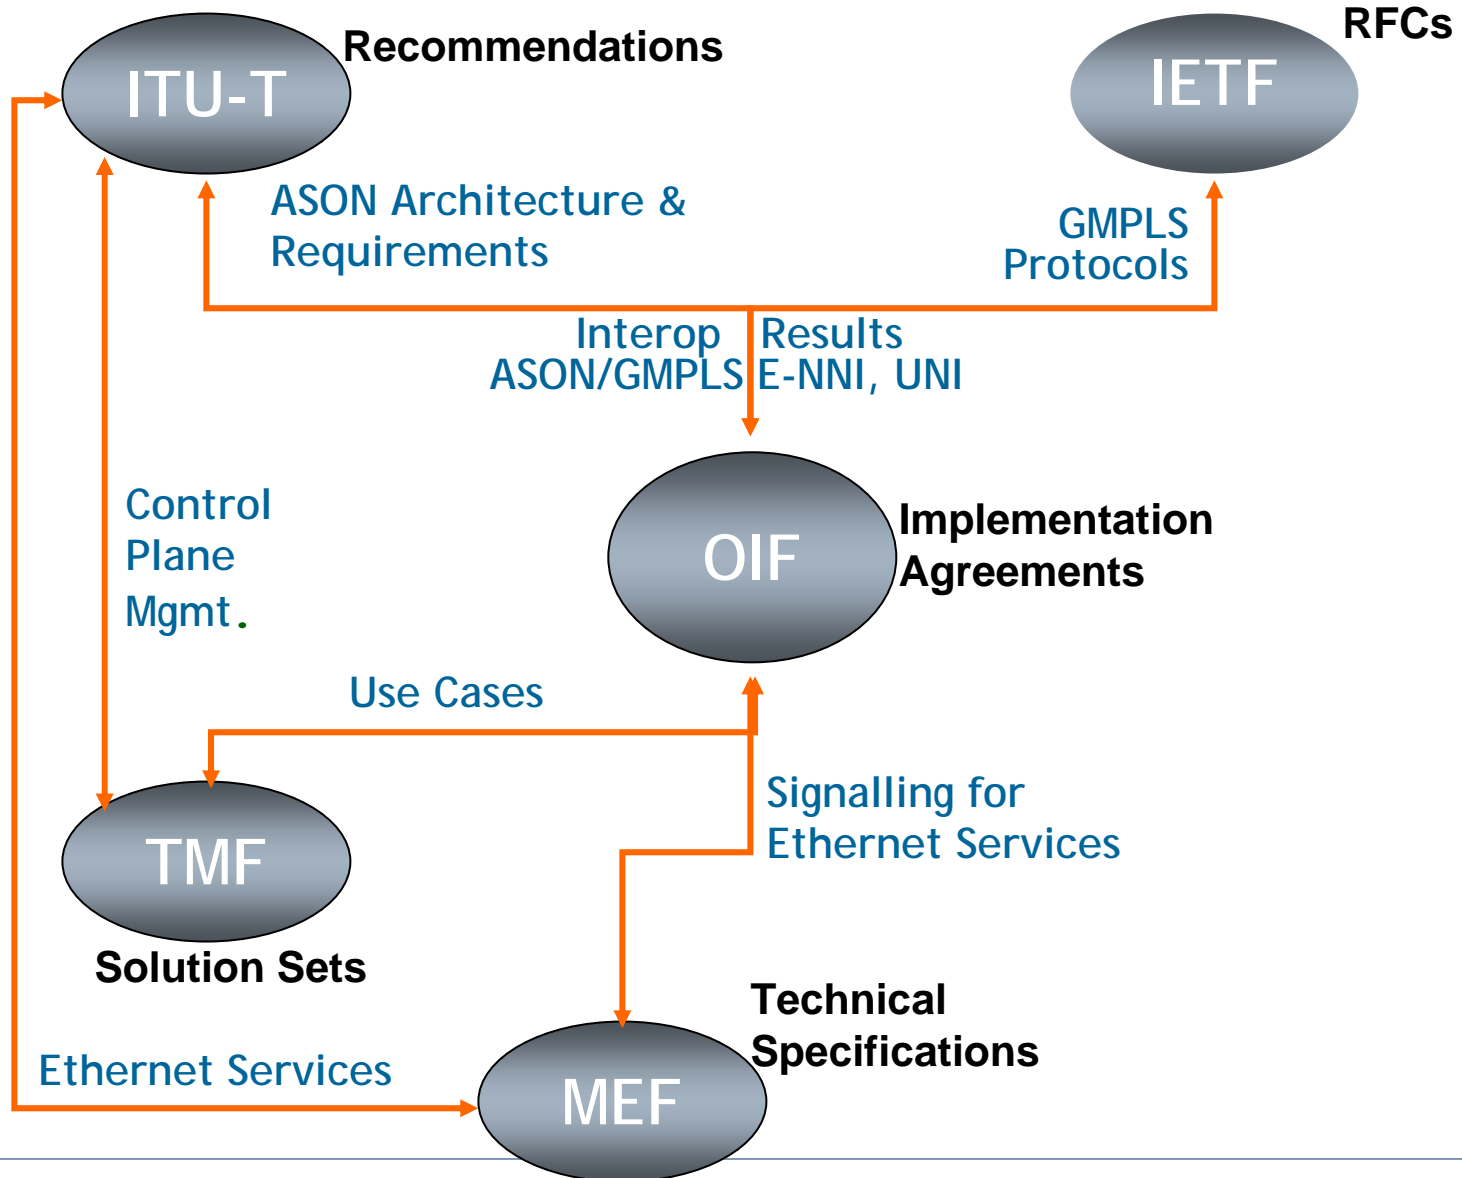 RFCs
Recommendations
ITU-T
IETF
ASON Architecture &
Requirements
GMPLS
Protocols
Interop Results
ASON/GMPLS E-NNI, UNI
Control
Plane
Mgmt.
OIF
Implementation
Agreements
Use Cases
Signalling for
Ethernet Services
TMF
Solution Sets
Technical
Specifications
Ethernet Services
MEF